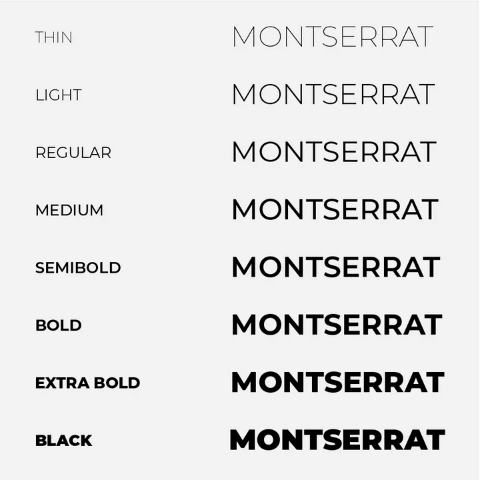 THIN MONTSERRAT
LIGHT MONTSERRAT
REGULAR MONTSERRAT
MEDIUM MONTSERRAT
SEMIBOLD MONTSERRAT
BOLD MONTSERRAT
EXTRA BOLD MONTSERRAT
BLACK MONTSERRAT